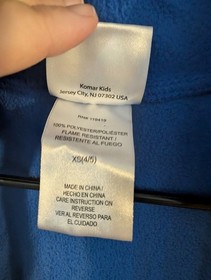 Komar Kids
Jersey City, NJ 07302 USA
100% POLYESTER/POLIÉSTER
FLAME RESISTANT /
RESISTENTE AL FUEGO
XS(4/5)
MADE IN CHINA /
HECHO EN CHINA
CARE INSTRUCTION ON
REVERSE
VER AL REVERSO PARA
EL CUIDADO